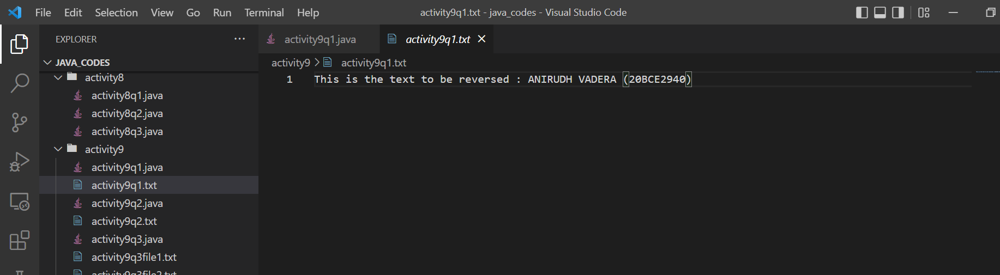 File Edit Selection View Go Run Terminal Help
activity9q1.txt - java_codes - Visual Studio Code
EXPLORER
JAVA_CODES
activity8
activity8q1.java
activity8q2.java
activity8q3.java
activity9
activity9q1.java
activity9q1.txt
activity9q2.java
activity9q2.txt
activity9q3.java
activity9q3file1.txt
activity9q3file2.txt
activity9q1.java
activity9q1.txt
activity9 > activity9q1.txt
1 This is the text to be reversed : ANIRUDH VADERA (20BCE2940)